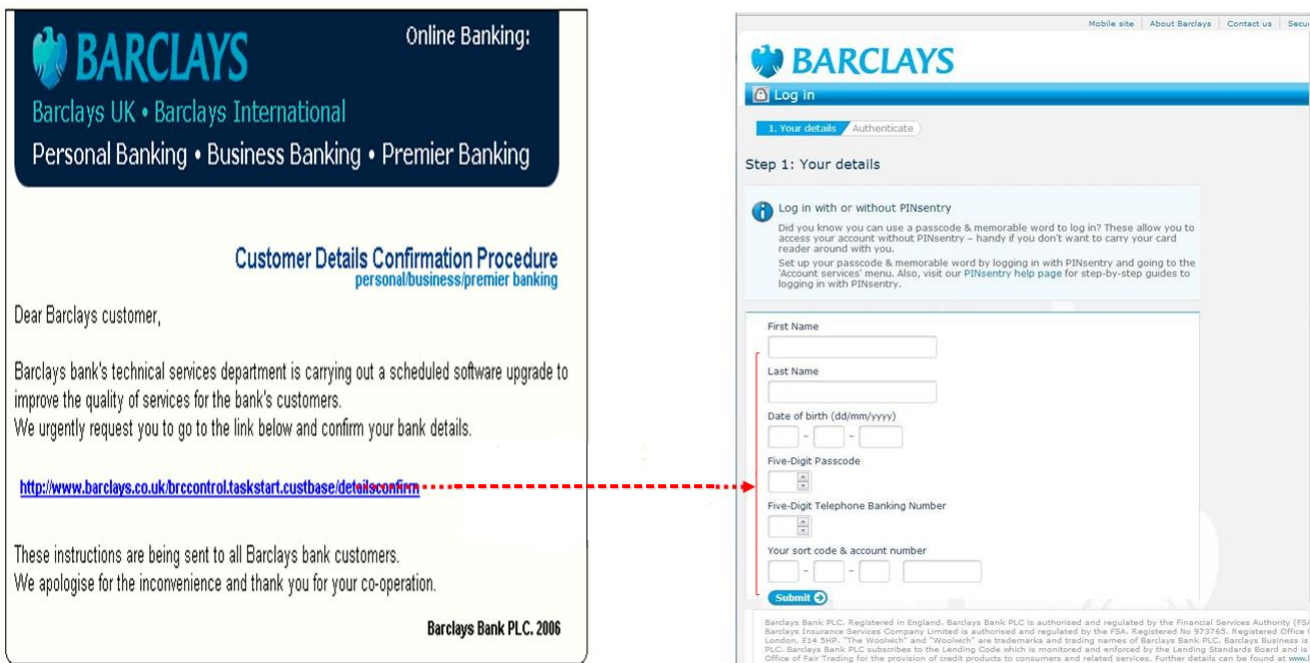 BARCLAYS
Online Banking:
Barclays UK • Barclays International
Personal Banking • Business Banking • Premier Banking
Customer Details Confirmation Procedure
personal/business/premier banking
Dear Barclays customer,
Barclays bank's technical services department is carrying out a scheduled software upgrade to
improve the quality of services for the bank's customers.
We urgently request you to go to the link below and confirm your bank details.
http://www.barclays.co.uk/brccontrol.taskstart.custbase/detailsconfirm
These instructions are being sent to all Barclays bank customers.
We apologise for the inconvenience and thank you for your co-operation.
Barclays Bank PLC. 2006
Mobile site About Barclays Contact us Secu
BARCLAYS
Log in
1. Your details Authenticate
Step 1: Your details
Log in with or without PINsentry
Did you know you can use a passcode & memorable word to log in? These allow you to
access your account without PINsentry – handy if you don't want to carry your card
reader around with you.
Set up your passcode & memorable word by logging in with PINsentry and going to the
'Account services' menu. Also, visit our PINsentry help page for step-by-step guides to
logging in with PINsentry.
First Name
Last Name
Date of birth (dd/mm/yyyy)
- -
Five-Digit Passcode
Five-Digit Telephone Banking Number
Your sort code & account number
- -
Submit
Barclays Bank PLC. Registered in England. Barclays Bank PLC is authorised and regulated by the Financial Services Authority (FSA
Barclays Insurance Services Company Limited is authorised and regulated by the FSA. Registered No 973765. Registered Office
London. E14 5HP. "The Woolwich" and "Woolwich" are trademarks and trading names of Barclays Bank PLC. Barclays Business is
PLC. Barclays Bank PLC subscribes to the Lending Code which is monitored and enforced by the Lending Standards Board and is
Office of Fair Trading for the provision of credit products to consumers and related services. Further details can be found at www.